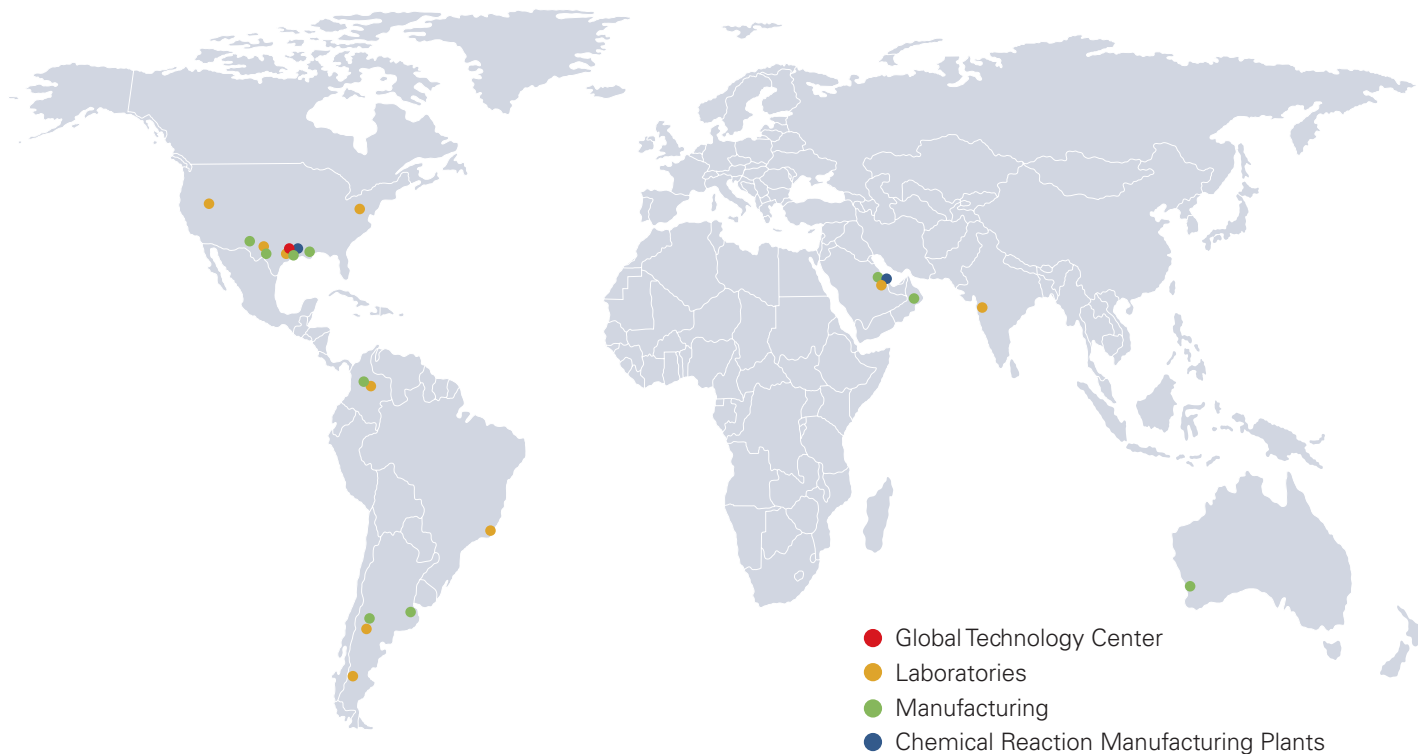 Global Technology Center
Laboratories
Manufacturing
Chemical Reaction Manufacturing Plants